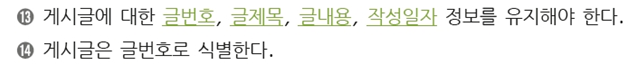 ⓭ 게시글에 대한 글번호, 글제목, 글내용, 작성일자 정보를 유지해야 한다.
⓮ 게시글은 글번호로 식별한다.